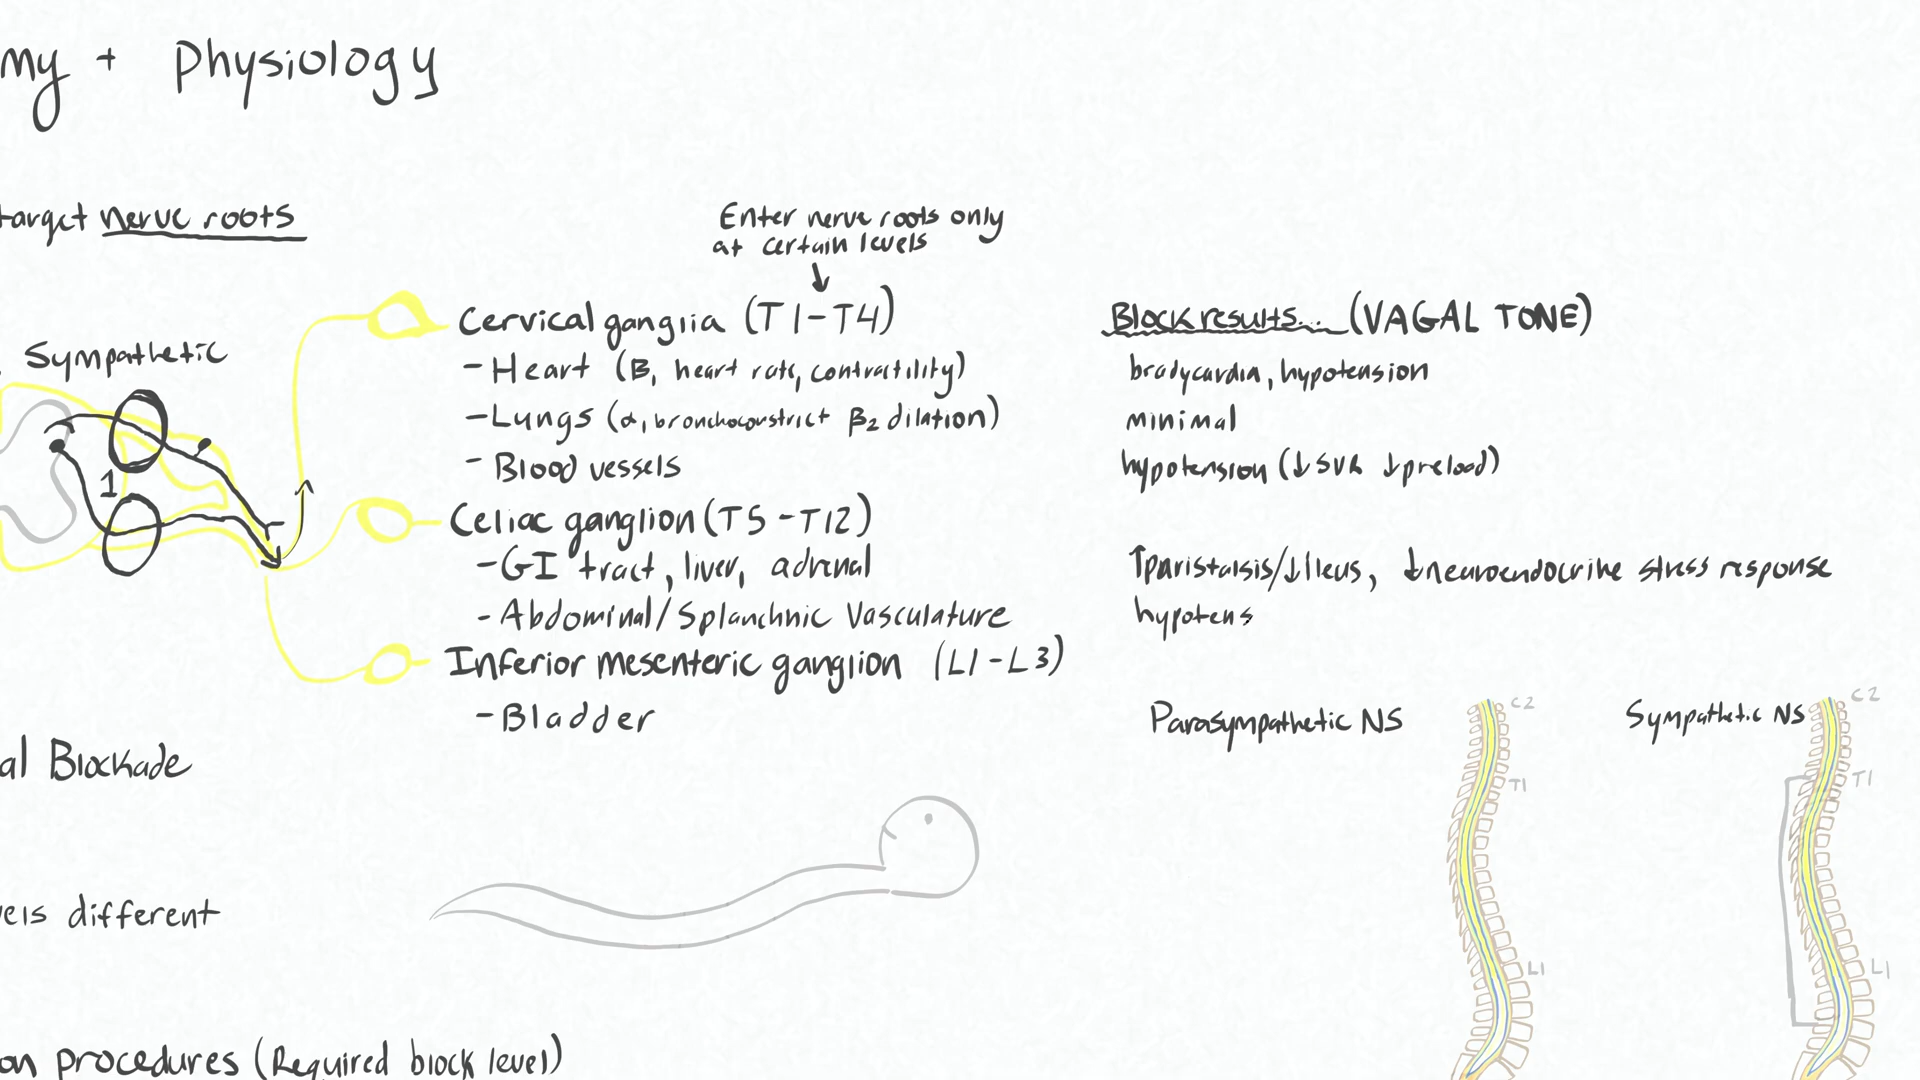 my + Physiology
target nerve roots
Enter nerve roots only
at certain levels
Cervical ganglia (T1-T4)
Block results... (VAGAL TONE)
Sympathetic
- Heart (B, heart rate, contractility)
bradycardia, hypotension
- Lungs (α, bronchoconstrict β2 dilation)
minimal
- Blood vessels
hypotension (↓SVR ↓preload)
1
Celiac ganglion (T5-T12)
- GI tract, liver, adrenal
↑paristalsis/↓Ileus, ↓neuroendocrine stress response
- Abdominal/Splanchnic Vasculature
hypotens
Inferior mesenteric ganglion (L1-L3)
- Bladder
Parasympathetic NS
C2
T1
L1
Sympathetic NS
C2
T1
L1
al Blockade
vels different
on procedures (Required block level)